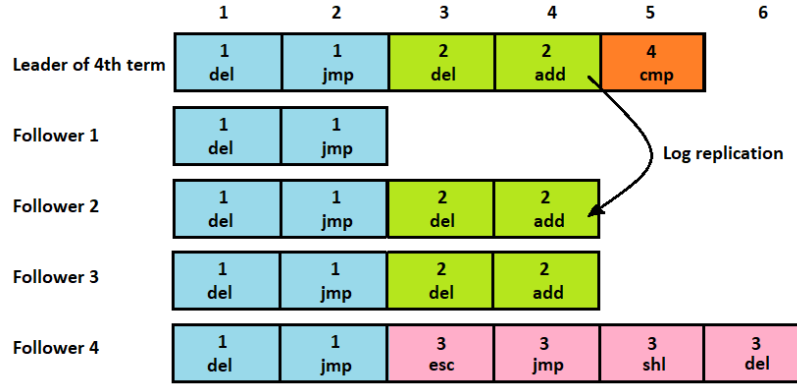 1 2 3 4 5 6
Leader of 4th term
1 1 2 2 4
del jmp del add cmp
Follower 1
1 1
del jmp
Log replication
Follower 2
1 1 2 2
del jmp del add
Follower 3
1 1 2 2
del jmp del add
Follower 4
1 1 3 3 3 3
del jmp esc jmp shl del